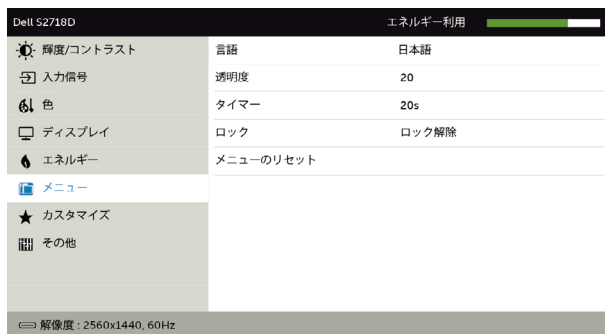 Dell S2718D エネルギー利用
輝度/コントラスト 言語 日本語
入力信号 透明度 20
色 タイマー 20s
ディスプレイ ロック ロック解除
エネルギー メニューのリセット
メニュー
カスタマイズ
その他
解像度 : 2560x1440, 60Hz